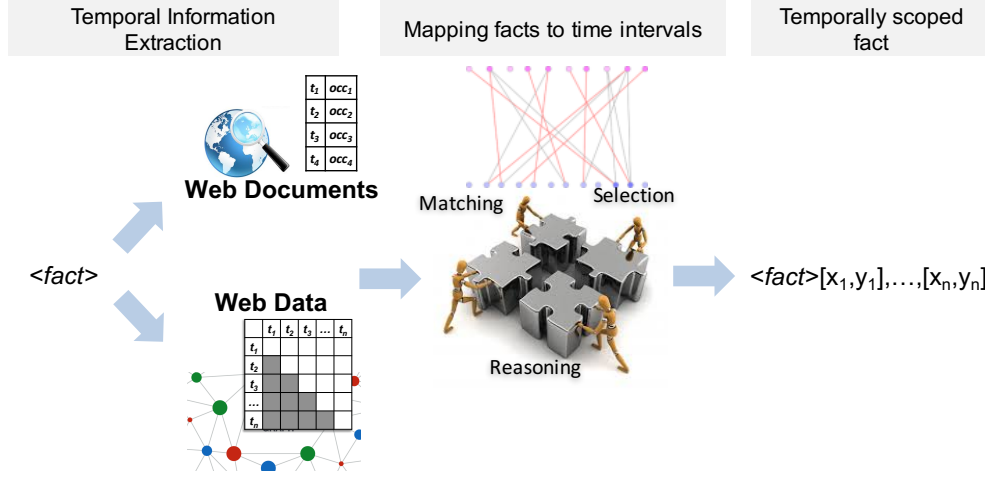 Temporal Information
Extraction
Mapping facts to time intervals
Temporally scoped
fact
t1 occ1
t2 occ2
t3 occ3
t4 occ4
Web Documents
Matching
Selection
<fact>
<fact>[x1,y1],…,[xn,yn]
Web Data
t1 t2 t3 … tn
t1
t2
t3
…
tn
Reasoning